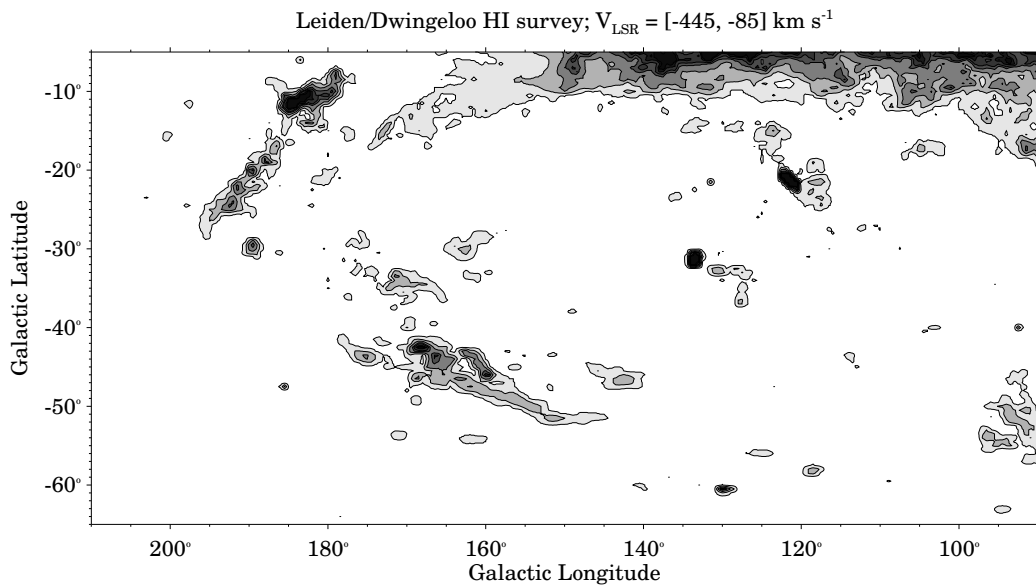 Leiden/Dwingeloo HI survey; V_LSR = [-445, -85] km s⁻¹
-10°
-20°
-30°
-40°
-50°
-60°
Galactic Latitude
200° 180° 160° 140° 120° 100°
Galactic Longitude